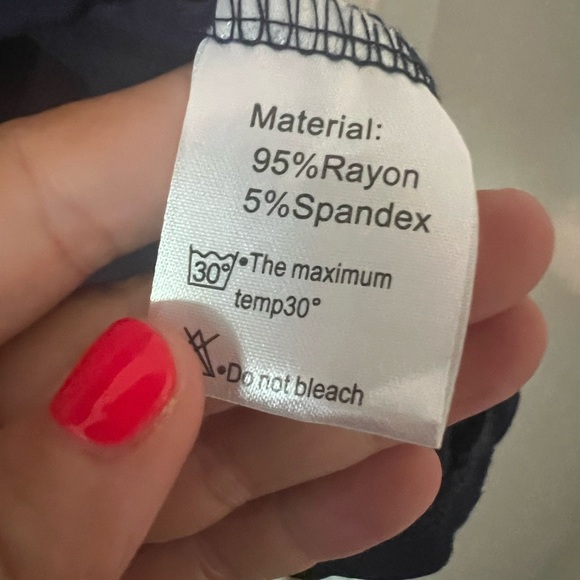 Material:
95%Rayon
5%Spandex
30° •The maximum
temp30°
•Do not bleach